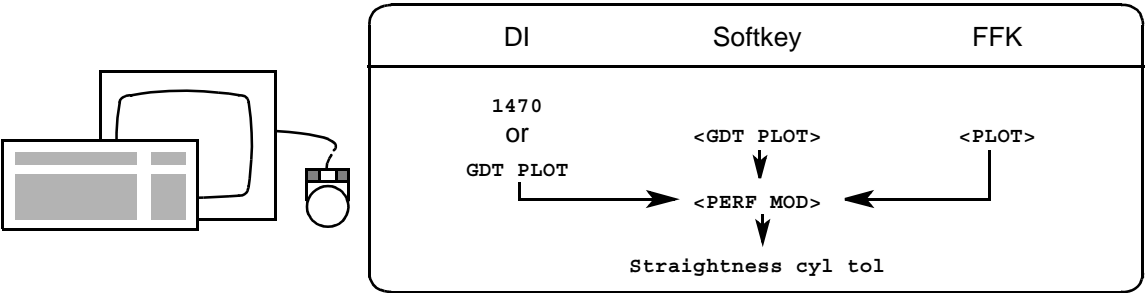 DI Softkey FFK
1470
or <GDT PLOT> <PLOT>
GDT PLOT
<PERF MOD>
Straightness cyl tol